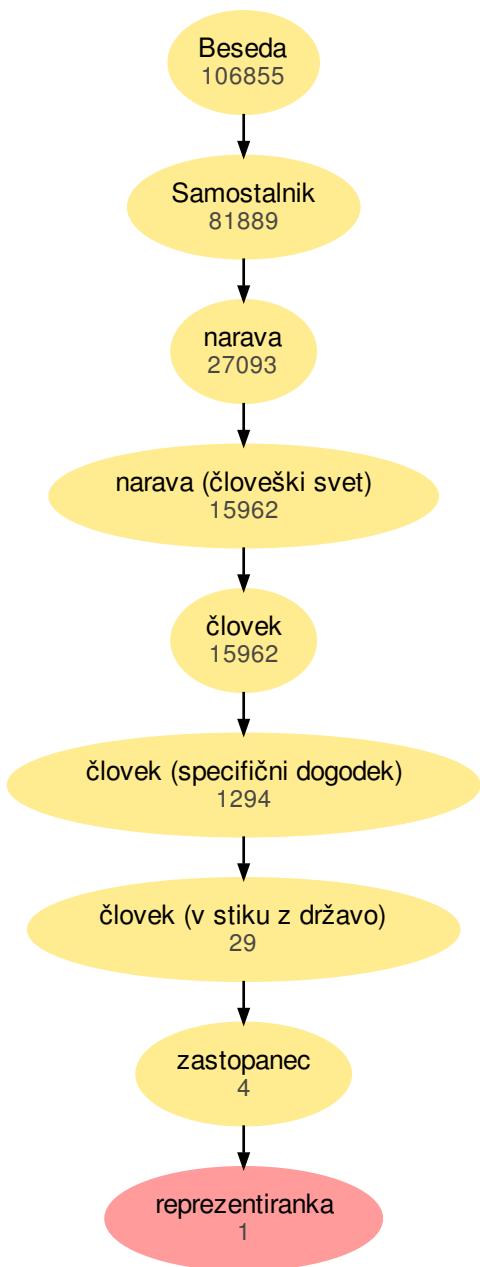 Beseda
106855
Samostalnik
81889
narava
27093
narava (človeški svet)
15962
človek
15962
človek (specifični dogodek)
1294
človek (v stiku z državo)
29
zastopanec
4
reprezentiranka
1